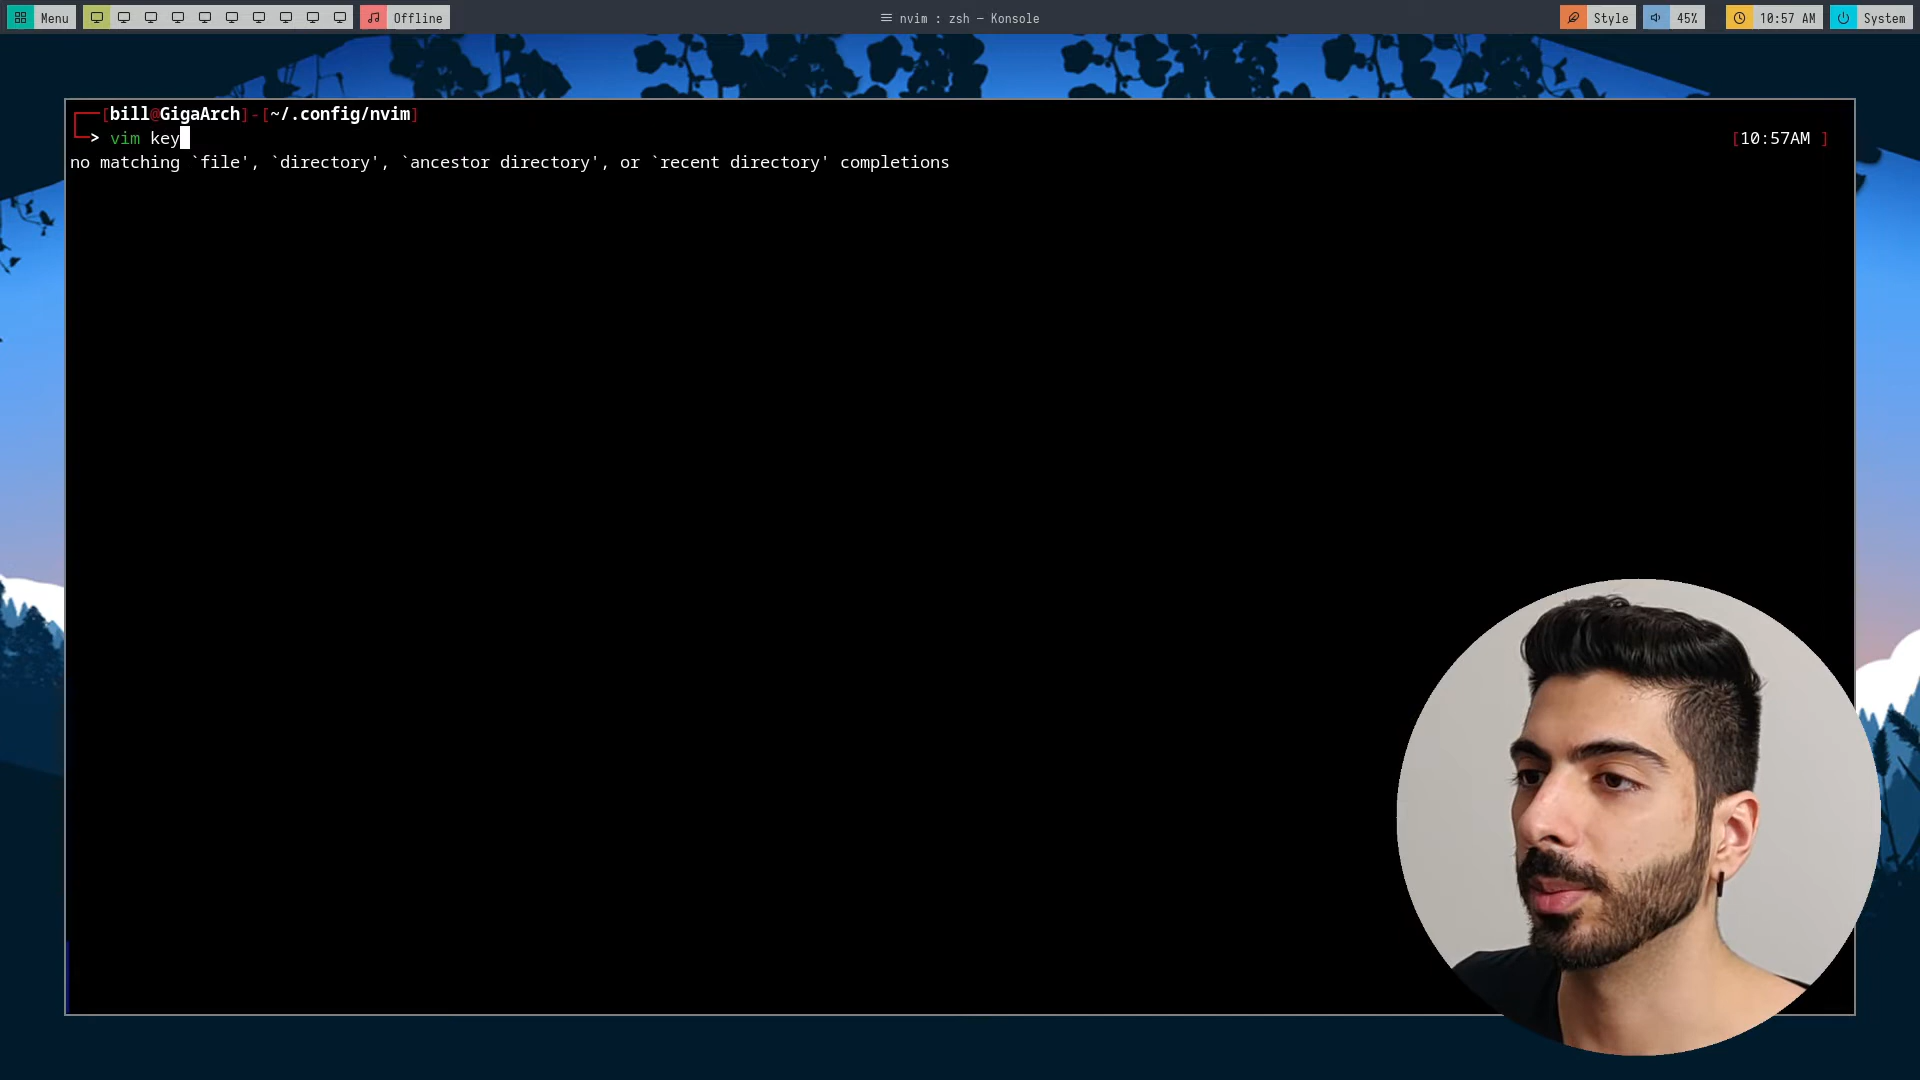 Menu
Offline
nvim : zsh — Konsole
Style
45%
10:57 AM
System
[bill@GigaArch]-[~/.config/nvim]
> vim key
[10:57AM ]
no matching `file', `directory', `ancestor directory', or `recent directory' completions